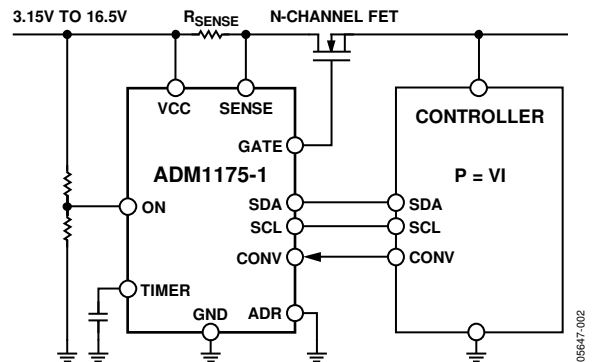 3.15V TO 16.5V
RSENSE
N-CHANNEL FET
VCC
SENSE
GATE
ADM1175-1
ON
SDA
SCL
CONV
TIMER
GND
ADR
CONTROLLER
P = VI
SDA
SCL
CONV
05647-002